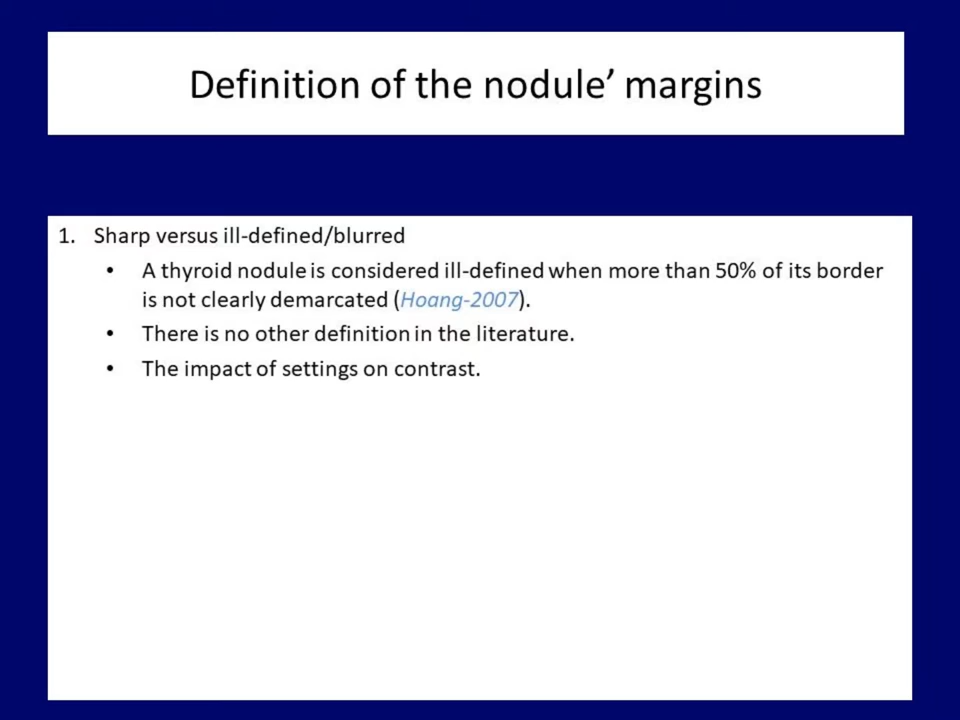 Definition of the nodule’ margins
1. Sharp versus ill-defined/blurred
• A thyroid nodule is considered ill-defined when more than 50% of its border
is not clearly demarcated (Hoang-2007).
• There is no other definition in the literature.
• The impact of settings on contrast.